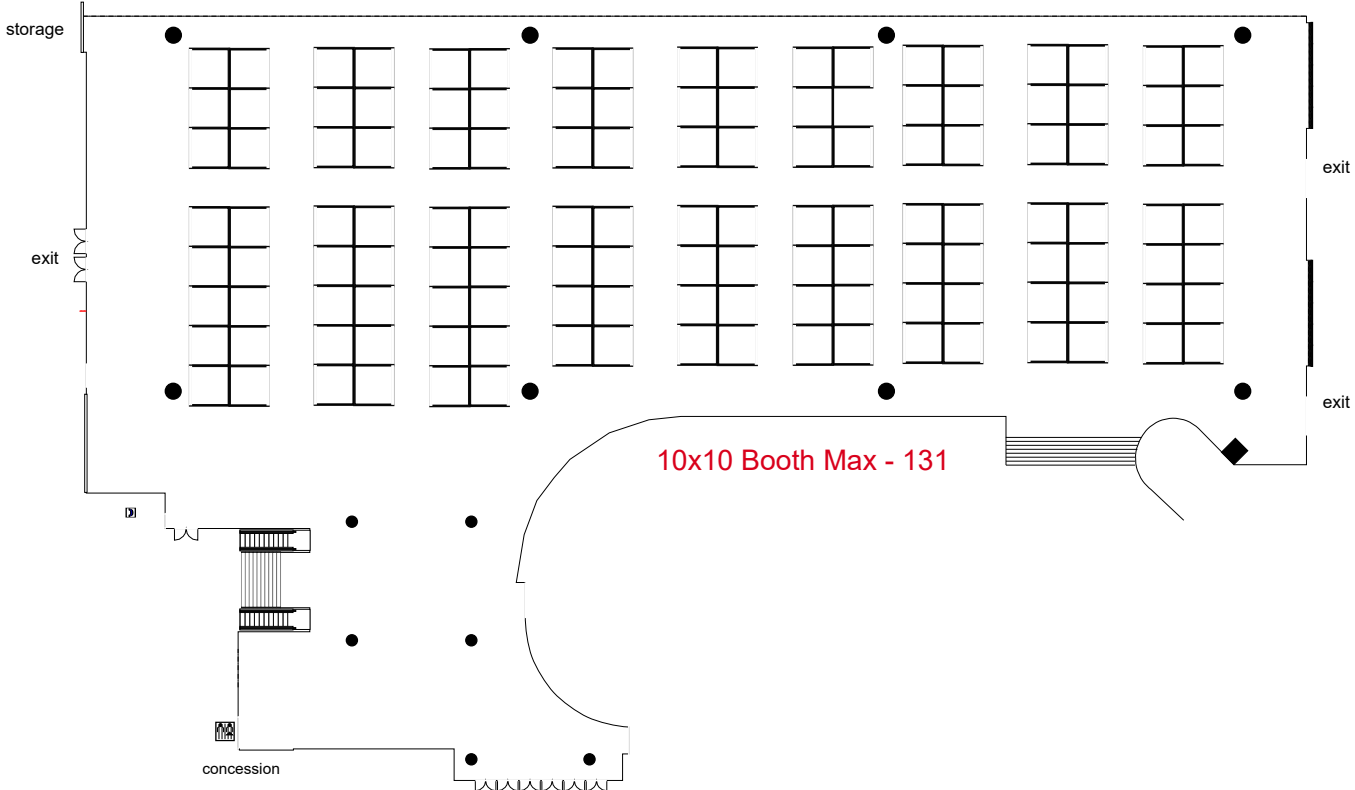 storage
exit
exit
exit
10x10 Booth Max - 131
concession